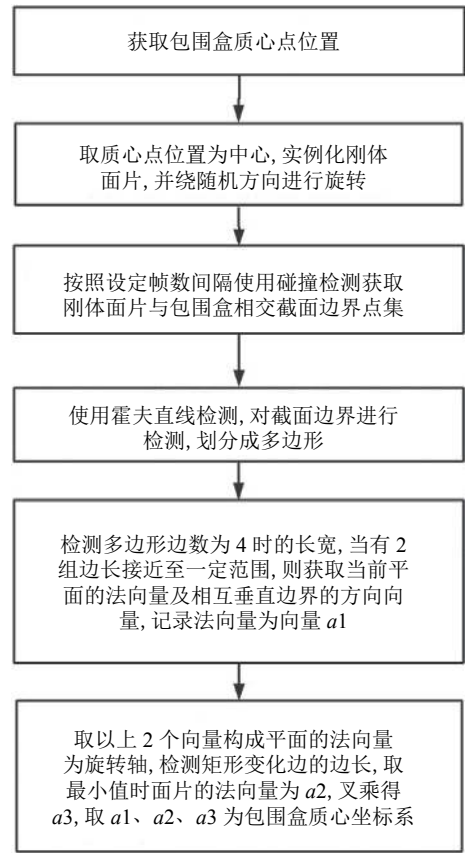 获取包围盒质心点位置
取质心点位置为中心,实例化刚体
面片,并绕随机方向进行旋转
按照设定帧数间隔使用碰撞检测获取
刚体面片与包围盒相交截面边界点集
使用霍夫直线检测,对截面边界进行
检测,划分成多边形
检测多边形边数为 4 时的长宽,当有 2
组边长接近至一定范围,则获取当前平
面的法向量及相互垂直边界的方向向
量,记录法向量为向量 a1
取以上 2 个向量构成平面的法向量
为旋转轴,检测矩形变化边的边长,取
最小值时面片的法向量为 a2,叉乘得
a3,取 a1、a2、a3 为包围盒质心坐标系